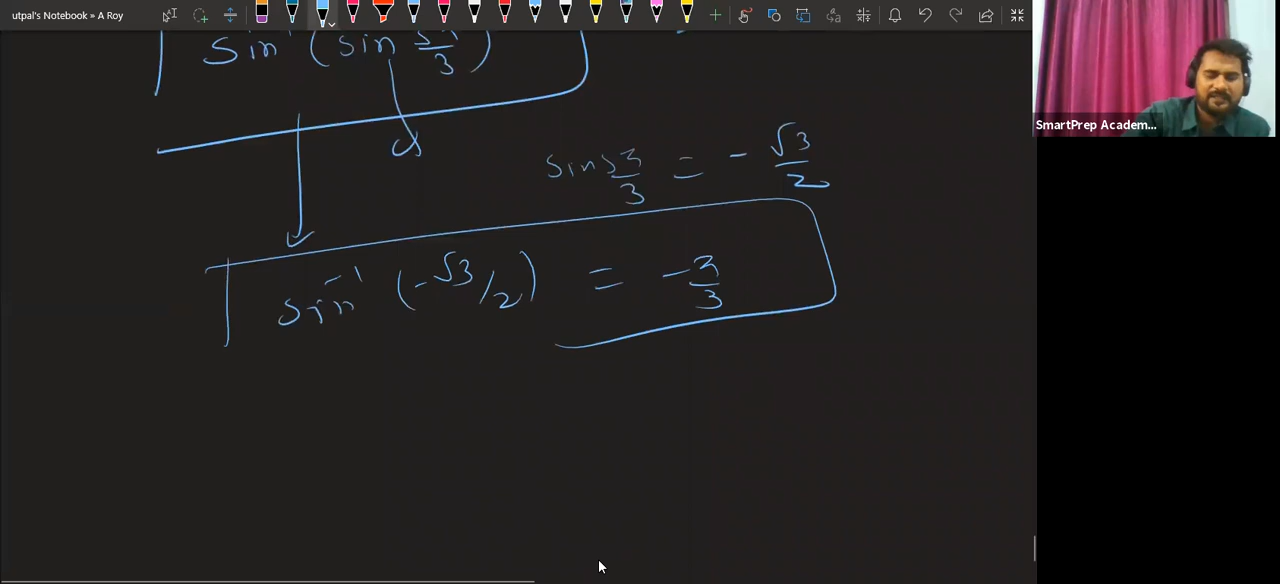 utpal's Notebook » A Roy
sin⁻¹ (sin 5π/3)
SmartPrep Academ...
sin 5π/3 = - √3/2
sin⁻¹ (-√3/2) = -π/3